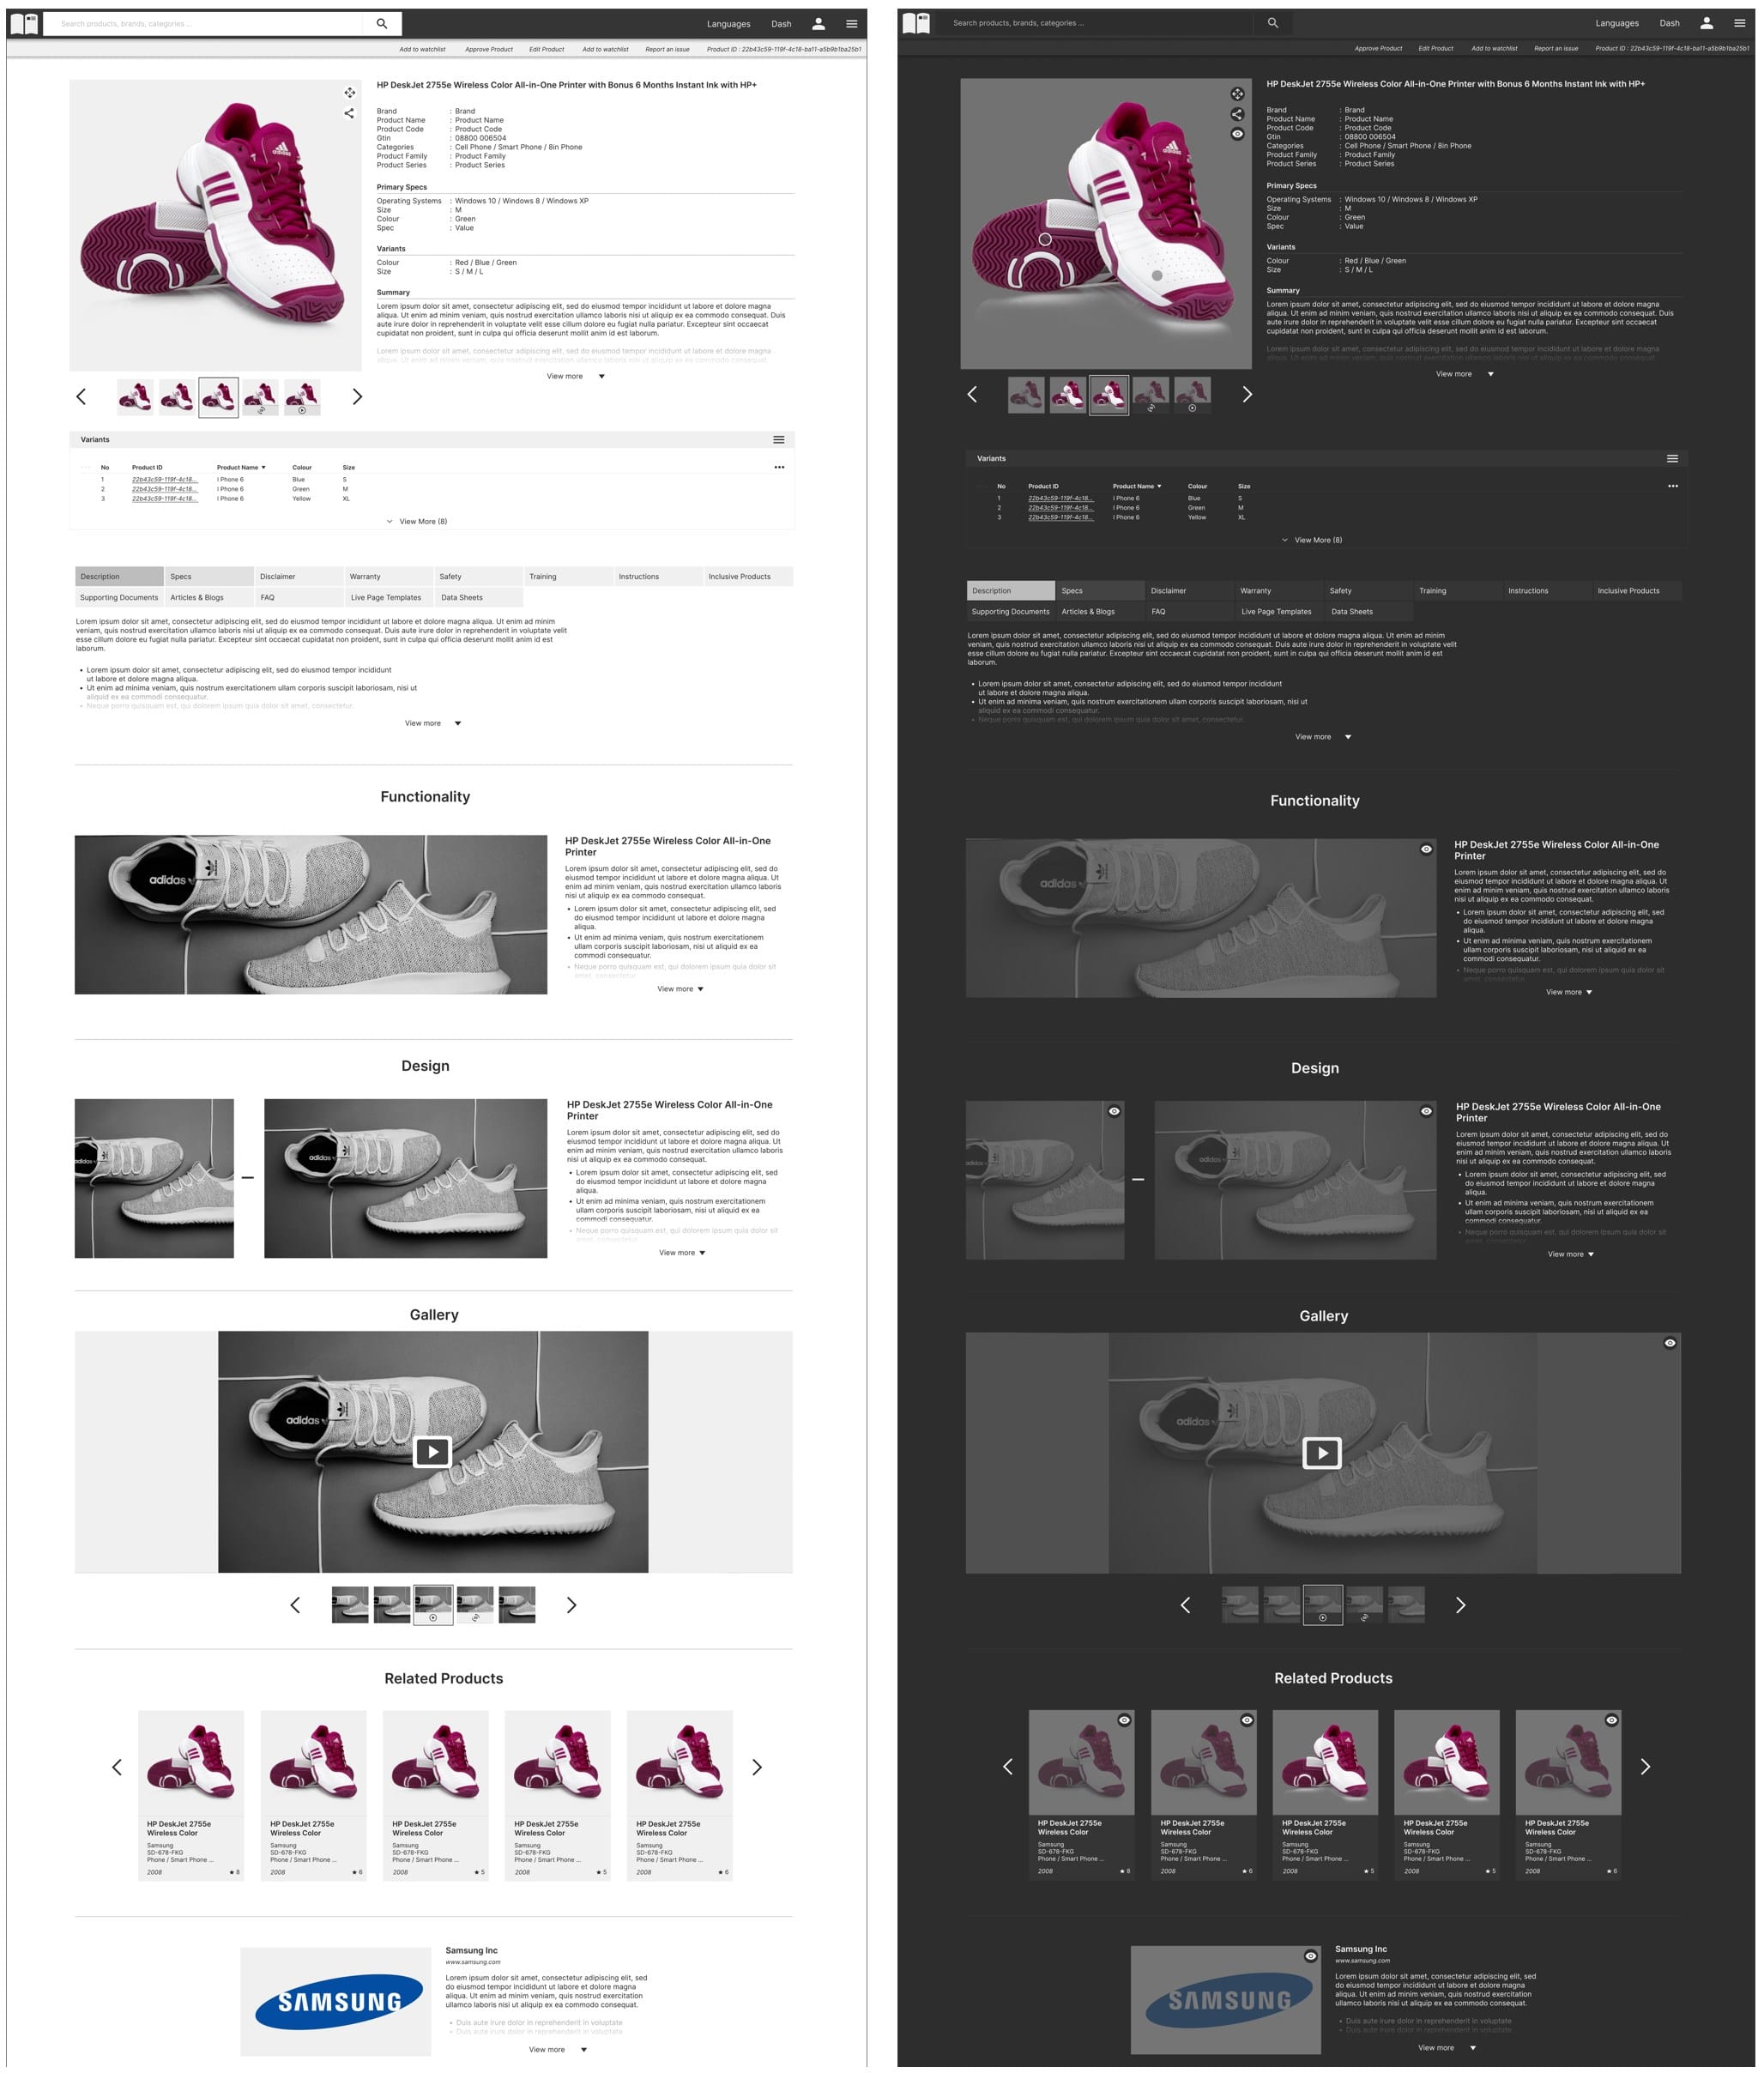 Search products, brands, categories ...
Languages Dash
Add to watchlist Approve Product Edit Product Add to watchlist Report an issue Product ID : 22b43c59-119f-4c18-ba11-a5b9b1ba25b1
HP DeskJet 2755e Wireless Color All-in-One Printer with Bonus 6 Months Instant Ink with HP+
adidas
Brand : Brand
Product Name : Product Name
Product Code : Product Code
Gtin : 08800 006504
Categories : Cell Phone / Smart Phone / 8in Phone
Product Family : Product Family
Product Series : Product Series
Primary Specs
Operating Systems : Windows 10 / Windows 8 / Windows XP
Size : M
Colour : Green
Spec : Value
Variants
Colour : Red / Blue / Green
Size : S / M / L
Summary
Lorem ipsum dolor sit amet, consectetur adipiscing elit, sed do eiusmod tempor incididunt ut labore et dolore magna
aliqua. Ut enim ad minim veniam, quis nostrud exercitation ullamco laboris nisi ut aliquip ex ea commodo consequat. Duis
aute irure dolor in reprehenderit in voluptate velit esse cillum dolore eu fugiat nulla pariatur. Excepteur sint occaecat
cupidatat non proident, sunt in culpa qui officia deserunt mollit anim id est laborum.
Lorem ipsum dolor sit amet, consectetur adipiscing elit, sed do eiusmod tempor incididunt ut labore et dolore magna
aliqua. Ut enim ad minim veniam, quis nostrud exercitation ullamco laboris nisi ut aliquip ex ea commodo consequat.
View more
Variants
No Product ID Product Name Colour Size
1 22b43c59-119f-4c18... I Phone 6 Blue S
2 22b43c59-119f-4c18... I Phone 6 Green M
3 22b43c59-119f-4c18... I Phone 6 Yellow XL
View More (8)
Description Specs Disclaimer Warranty Safety Training Instructions Inclusive Products
Supporting Documents Articles & Blogs FAQ Live Page Templates Data Sheets
Lorem ipsum dolor sit amet, consectetur adipiscing elit, sed do eiusmod tempor incididunt ut labore et dolore magna aliqua. Ut enim ad minim
veniam, quis nostrud exercitation ullamco laboris nisi ut aliquip ex ea commodo consequat. Duis aute irure dolor in reprehenderit in voluptate velit
esse cillum dolore eu fugiat nulla pariatur. Excepteur sint occaecat cupidatat non proident, sunt in culpa qui officia deserunt mollit anim id est
laborum.
• Lorem ipsum dolor sit amet, consectetur adipiscing elit, sed do eiusmod tempor incididunt
ut labore et dolore magna aliqua.
• Ut enim ad minima veniam, quis nostrum exercitationem ullam corporis suscipit laboriosam, nisi ut
aliquid ex ea commodi consequatur.
• Neque porro quisquam est, qui dolorem ipsum quia dolor sit amet, consectetur.
View more
Functionality
adidas
HP DeskJet 2755e Wireless Color All-in-One
Printer
Lorem ipsum dolor sit amet, consectetur adipiscing elit, sed do
eiusmod tempor incididunt ut labore et dolore magna aliqua. Ut
enim ad minim veniam, quis nostrud exercitation ullamco laboris
nisi ut aliquip ex ea commodo consequat.
• Lorem ipsum dolor sit amet, consectetur adipiscing elit, sed
do eiusmod tempor incididunt ut labore et dolore magna
aliqua.
• Ut enim ad minima veniam, quis nostrum exercitationem
ullam corporis suscipit laboriosam, nisi ut aliquid ex ea
commodi consequatur.
• Neque porro quisquam est, qui dolorem ipsum quia dolor sit
amet, consectetur.
View more
Design
adidas
adidas
HP DeskJet 2755e Wireless Color All-in-One
Printer
Lorem ipsum dolor sit amet, consectetur adipiscing elit, sed do
eiusmod tempor incididunt ut labore et dolore magna aliqua. Ut
enim ad minim veniam, quis nostrud exercitation ullamco laboris
nisi ut aliquip ex ea commodo consequat.
• Lorem ipsum dolor sit amet, consectetur adipiscing elit, sed
do eiusmod tempor incididunt ut labore et dolore magna
aliqua.
• Ut enim ad minima veniam, quis nostrum exercitationem
ullam corporis suscipit laboriosam, nisi ut aliquid ex ea
commodi consequatur.
• Neque porro quisquam est, qui dolorem ipsum quia dolor sit
amet, consectetur.
View more
Gallery
adidas
Related Products
HP DeskJet 2755e HP DeskJet 2755e HP DeskJet 2755e HP DeskJet 2755e HP DeskJet 2755e
Wireless Color Wireless Color Wireless Color Wireless Color Wireless Color
Samsung Samsung Samsung Samsung Samsung
SD-678-FKG SD-678-FKG SD-678-FKG SD-678-FKG SD-678-FKG
Phone / Smart Phone ... Phone / Smart Phone ... Phone / Smart Phone ... Phone / Smart Phone ... Phone / Smart Phone ...
2008 ★ 8 2008 ★ 6 2008 ★ 5 2008 ★ 5 2008 ★ 6
SAMSUNG
Samsung Inc
www.samsung.com
Lorem ipsum dolor sit amet, consectetur adipiscing elit, sed
do eiusmod tempor incididunt ut labore et dolore magna
aliqua. Ut enim ad minim veniam, quis nostrud exercitation
ullamco laboris nisi ut aliquip ex ea commodo consequat.
• Duis aute irure dolor in reprehenderit in voluptate
• Duis aute irure dolor in reprehenderit in voluptate
View more
Search products, brands, categories ...
Languages Dash
Approve Product Edit Product Add to watchlist Report an issue Product ID : 22b43c59-119f-4c18-ba11-a5b9b1ba25b1
HP DeskJet 2755e Wireless Color All-in-One Printer with Bonus 6 Months Instant Ink with HP+
adidas
Brand : Brand
Product Name : Product Name
Product Code : Product Code
Gtin : 08800 006504
Categories : Cell Phone / Smart Phone / 8in Phone
Product Family : Product Family
Product Series : Product Series
Primary Specs
Operating Systems : Windows 10 / Windows 8 / Windows XP
Size : M
Colour : Green
Spec : Value
Variants
Colour : Red / Blue / Green
Size : S / M / L
Summary
Lorem ipsum dolor sit amet, consectetur adipiscing elit, sed do eiusmod tempor incididunt ut labore et dolore magna
aliqua. Ut enim ad minim veniam, quis nostrud exercitation ullamco laboris nisi ut aliquip ex ea commodo consequat. Duis
aute irure dolor in reprehenderit in voluptate velit esse cillum dolore eu fugiat nulla pariatur. Excepteur sint occaecat
cupidatat non proident, sunt in culpa qui officia deserunt mollit anim id est laborum.
Lorem ipsum dolor sit amet, consectetur adipiscing elit, sed do eiusmod tempor incididunt ut labore et dolore magna
aliqua. Ut enim ad minim veniam, quis nostrud exercitation ullamco laboris nisi ut aliquip ex ea commodo consequat.
View more
Variants
No Product ID Product Name Colour Size
1 22b43c59-119f-4c18... I Phone 6 Blue S
2 22b43c59-119f-4c18... I Phone 6 Green M
3 22b43c59-119f-4c18... I Phone 6 Yellow XL
View More (8)
Description Specs Disclaimer Warranty Safety Training Instructions Inclusive Products
Supporting Documents Articles & Blogs FAQ Live Page Templates Data Sheets
Lorem ipsum dolor sit amet, consectetur adipiscing elit, sed do eiusmod tempor incididunt ut labore et dolore magna aliqua. Ut enim ad minim
veniam, quis nostrud exercitation ullamco laboris nisi ut aliquip ex ea commodo consequat. Duis aute irure dolor in reprehenderit in voluptate velit
esse cillum dolore eu fugiat nulla pariatur. Excepteur sint occaecat cupidatat non proident, sunt in culpa qui officia deserunt mollit anim id est
laborum.
• Lorem ipsum dolor sit amet, consectetur adipiscing elit, sed do eiusmod tempor incididunt
ut labore et dolore magna aliqua.
• Ut enim ad minima veniam, quis nostrum exercitationem ullam corporis suscipit laboriosam, nisi ut
aliquid ex ea commodi consequatur.
• Neque porro quisquam est, qui dolorem ipsum quia dolor sit amet, consectetur.
View more
Functionality
adidas
HP DeskJet 2755e Wireless Color All-in-One
Printer
Lorem ipsum dolor sit amet, consectetur adipiscing elit, sed do
eiusmod tempor incididunt ut labore et dolore magna aliqua. Ut
enim ad minim veniam, quis nostrud exercitation ullamco laboris
nisi ut aliquip ex ea commodo consequat.
• Lorem ipsum dolor sit amet, consectetur adipiscing elit, sed
do eiusmod tempor incididunt ut labore et dolore magna
aliqua.
• Ut enim ad minima veniam, quis nostrum exercitationem
ullam corporis suscipit laboriosam, nisi ut aliquid ex ea
commodi consequatur.
• Neque porro quisquam est, qui dolorem ipsum quia dolor sit
amet, consectetur.
View more
Design
adidas
adidas
HP DeskJet 2755e Wireless Color All-in-One
Printer
Lorem ipsum dolor sit amet, consectetur adipiscing elit, sed do
eiusmod tempor incididunt ut labore et dolore magna aliqua. Ut
enim ad minim veniam, quis nostrud exercitation ullamco laboris
nisi ut aliquip ex ea commodo consequat.
• Lorem ipsum dolor sit amet, consectetur adipiscing elit, sed
do eiusmod tempor incididunt ut labore et dolore magna
aliqua.
• Ut enim ad minima veniam, quis nostrum exercitationem
ullam corporis suscipit laboriosam, nisi ut aliquid ex ea
commodi consequatur.
• Neque porro quisquam est, qui dolorem ipsum quia dolor sit
amet, consectetur.
View more
Gallery
adidas
Related Products
HP DeskJet 2755e HP DeskJet 2755e HP DeskJet 2755e HP DeskJet 2755e HP DeskJet 2755e
Wireless Color Wireless Color Wireless Color Wireless Color Wireless Color
Samsung Samsung Samsung Samsung Samsung
SD-678-FKG SD-678-FKG SD-678-FKG SD-678-FKG SD-678-FKG
Phone / Smart Phone ... Phone / Smart Phone ... Phone / Smart Phone ... Phone / Smart Phone ... Phone / Smart Phone ...
2008 ★ 8 2008 ★ 6 2008 ★ 5 2008 ★ 5 2008 ★ 6
SAMSUNG
Samsung Inc
www.samsung.com
Lorem ipsum dolor sit amet, consectetur adipiscing elit, sed
do eiusmod tempor incididunt ut labore et dolore magna
aliqua. Ut enim ad minim veniam, quis nostrud exercitation
ullamco laboris nisi ut aliquip ex ea commodo consequat.
• Duis aute irure dolor in reprehenderit in voluptate
• Duis aute irure dolor in reprehenderit in voluptate
View more